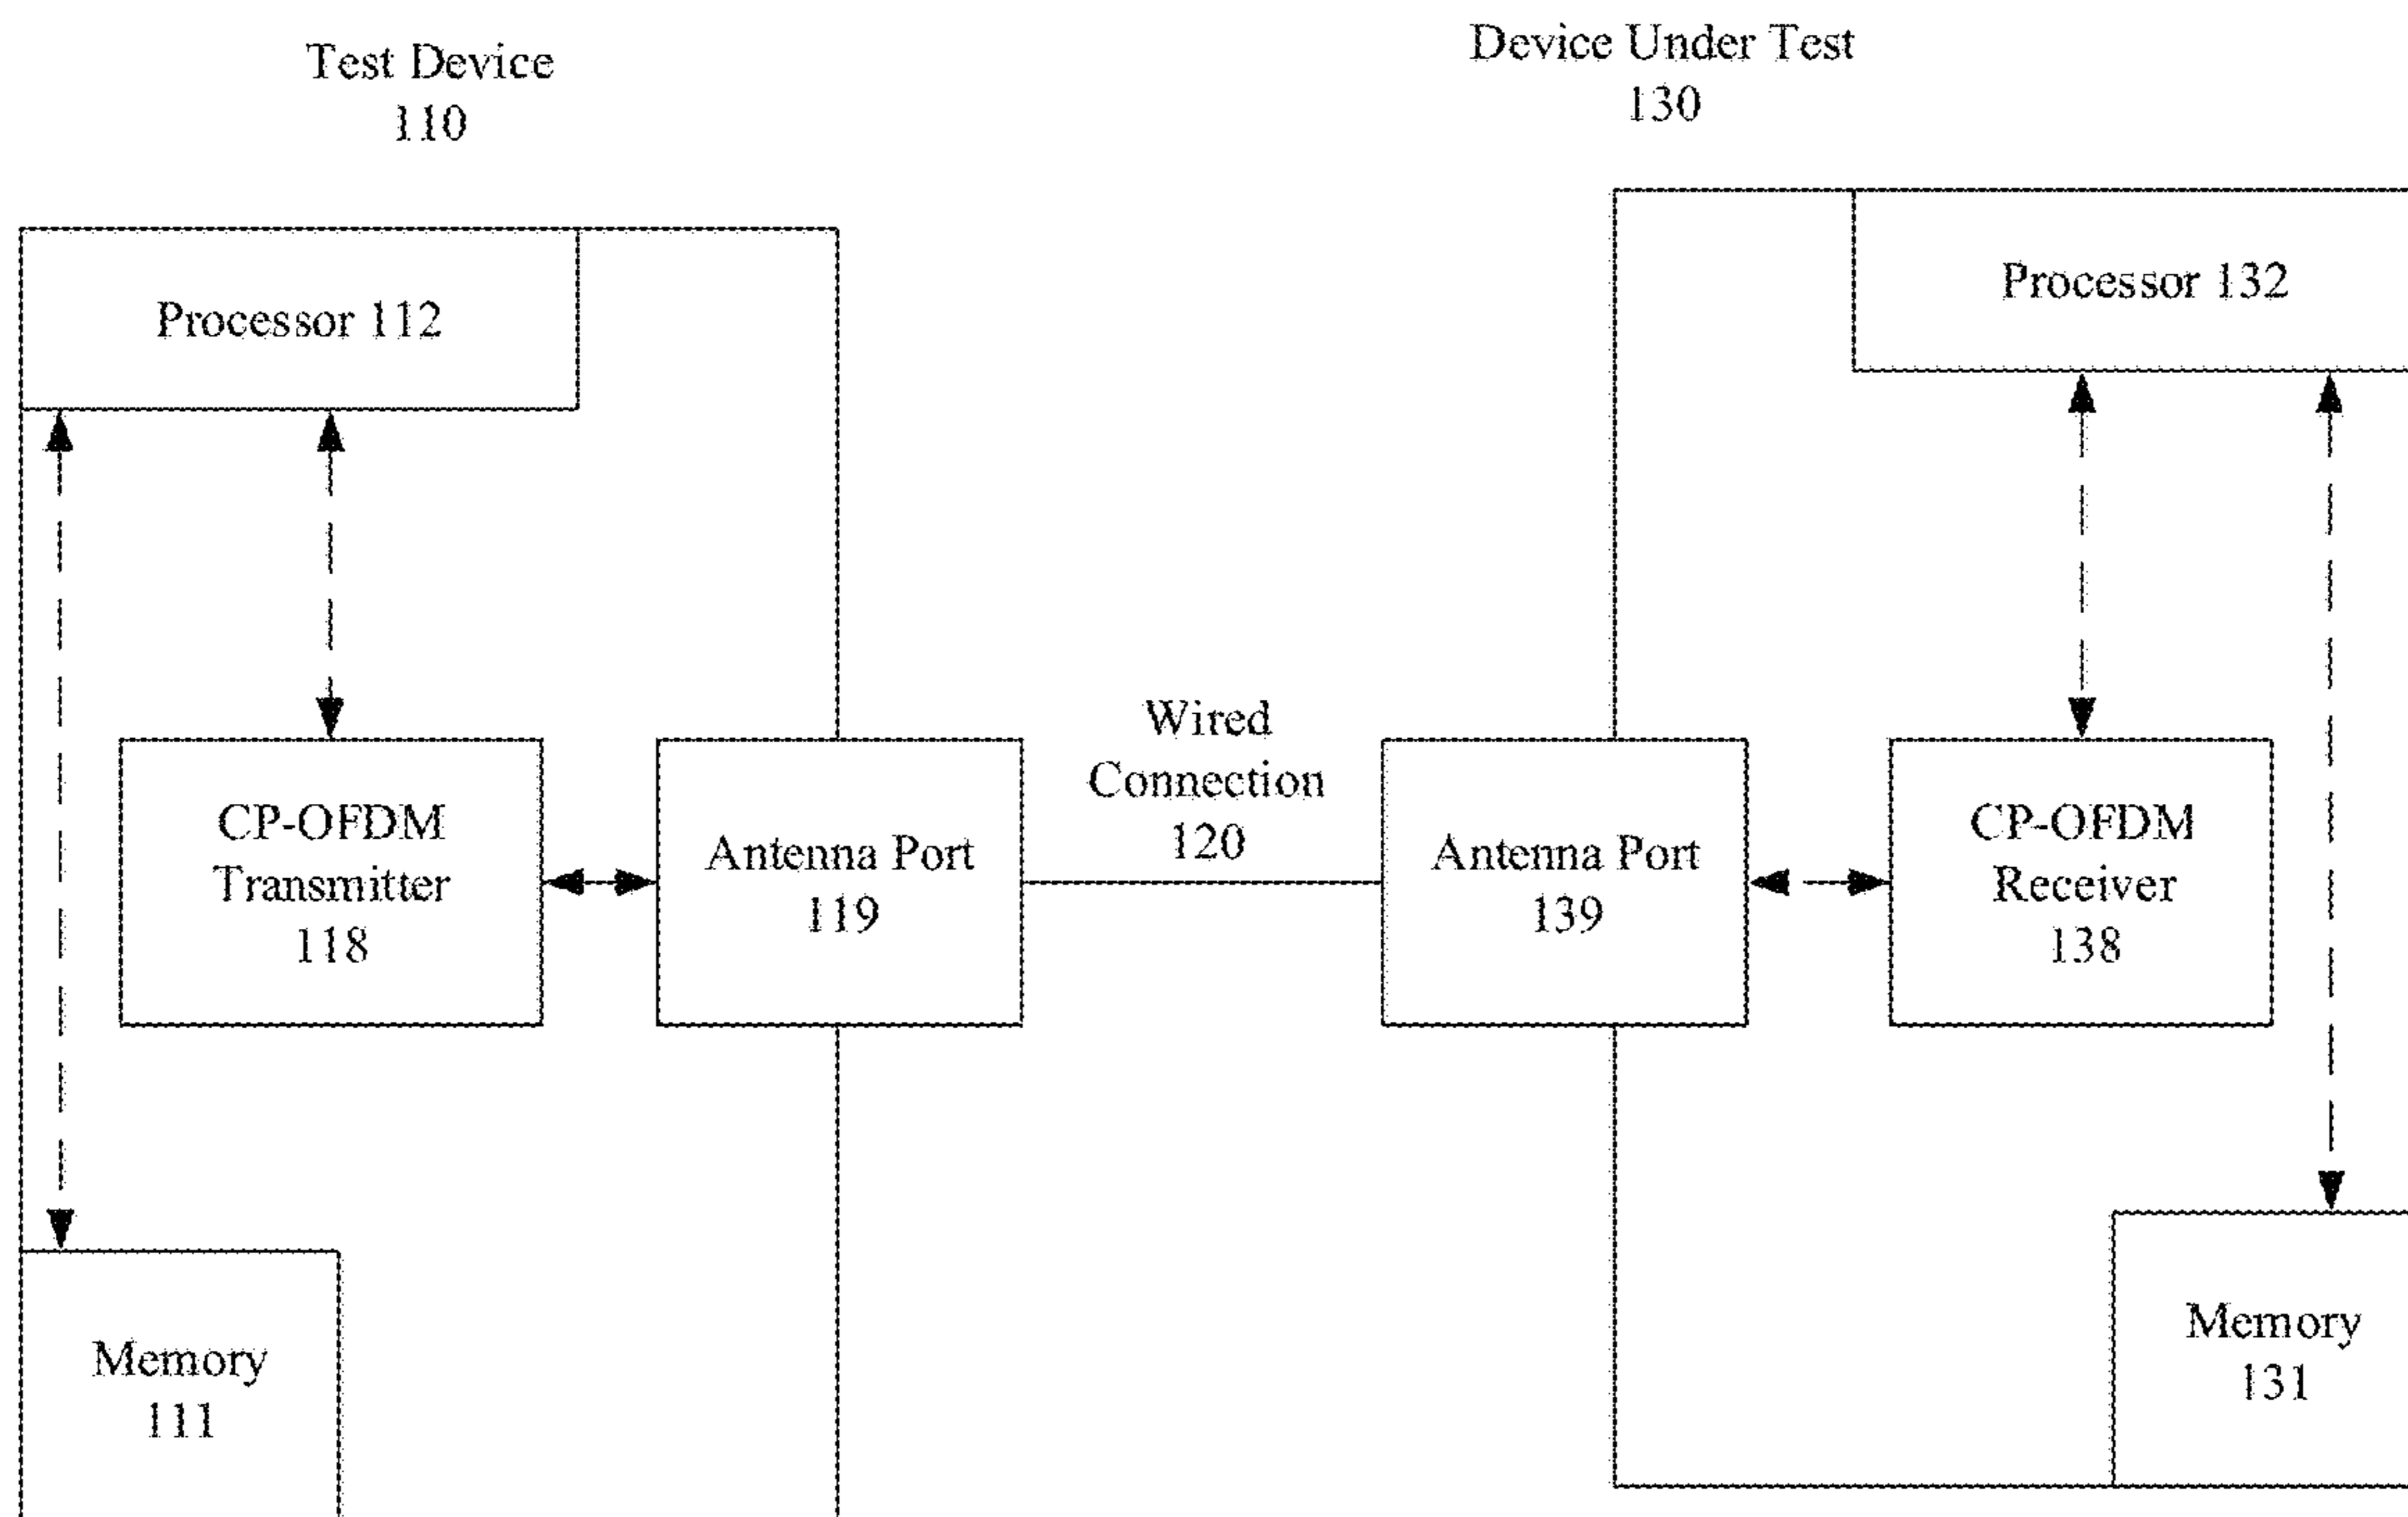 Test Device
110
Device Under Test
130
Processor 112
Processor 132
CP-OFDM
Transmitter
118
Antenna Port
119
Wired
Connection
120
Antenna Port
139
CP-OFDM
Receiver
138
Memory
111
Memory
131